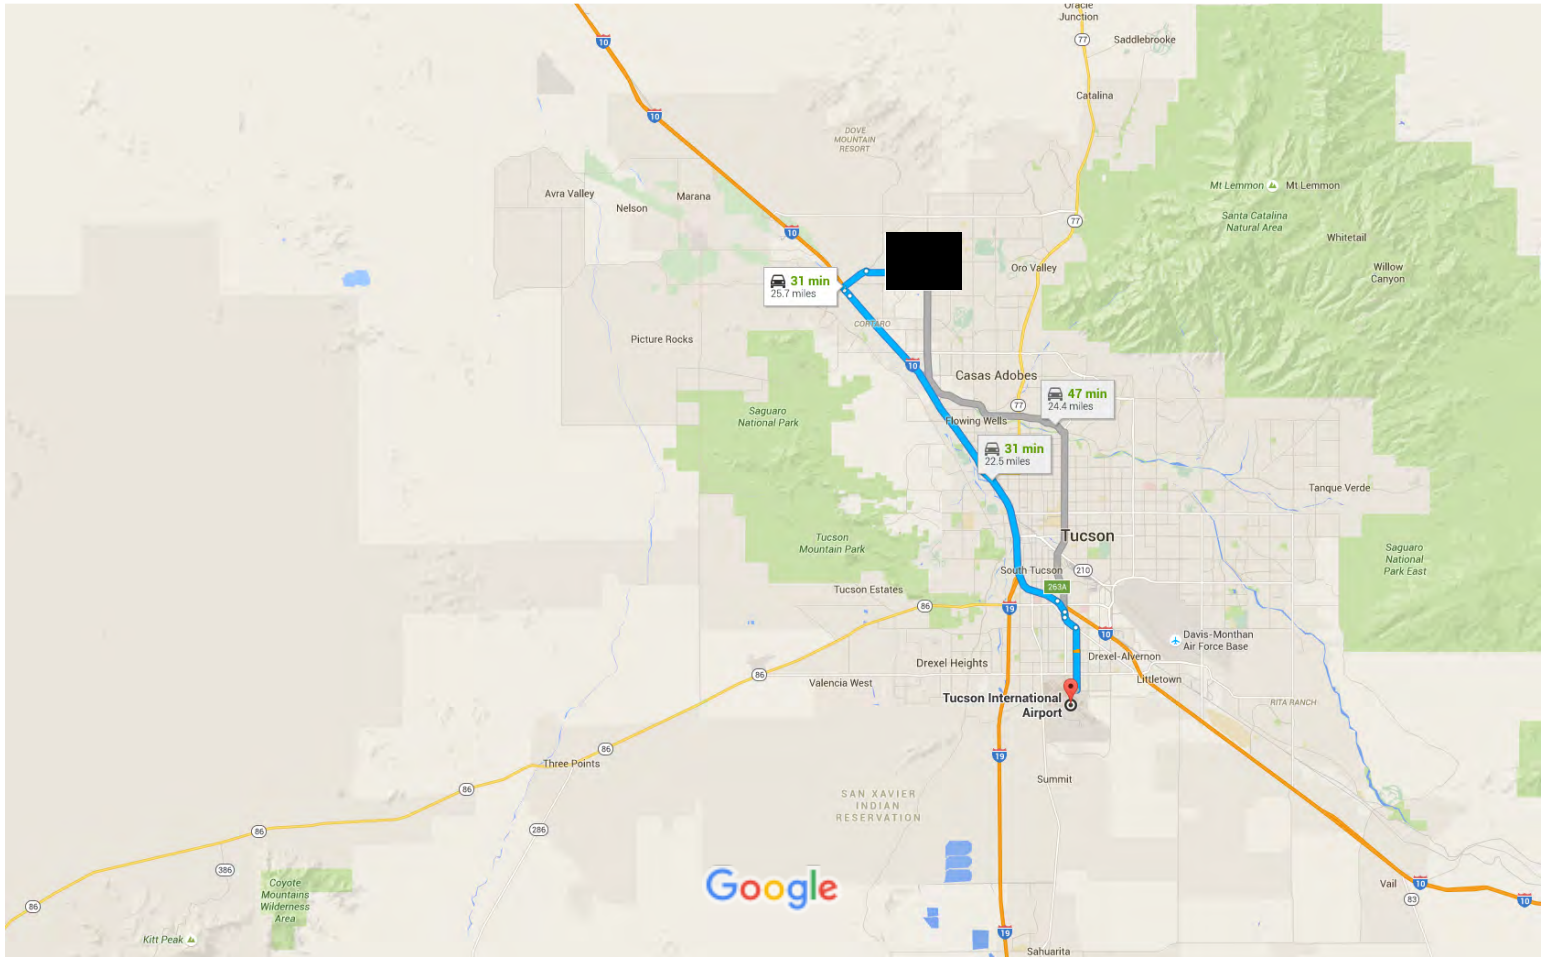 Oracle
Junction
77
Saddlebrooke
10
Catalina
10
DOVE
MOUNTAIN
RESORT
Mt Lemmon
Mt Lemmon
Avra Valley
Marana
Nelson
Santa Catalina
Natural Area
77
10
Whitetail
Oro Valley
Willow
Canyon
31 min
25.7 miles
CORTARO
Picture Rocks
10
Casas Adobes
47 min
24.4 miles
77
Saguaro
National Park
Flowing Wells
31 min
22.5 miles
Tanque Verde
Tucson
Mountain Park
Tucson
Saguaro
National
Park East
South Tucson
210
263A
Tucson Estates
86
19
10
Davis-Monthan
Air Force Base
Drexel Heights
Drexel-Alvernon
86
Valencia West
Littletown
Tucson International
Airport
RITA RANCH
86
19
Three Points
Summit
86
SAN XAVIER
INDIAN
RESERVATION
86
286
386
Coyote
Mountains
Wilderness
Area
Google
Vail
10
83
10
86
19
Kitt Peak
Sahuarita